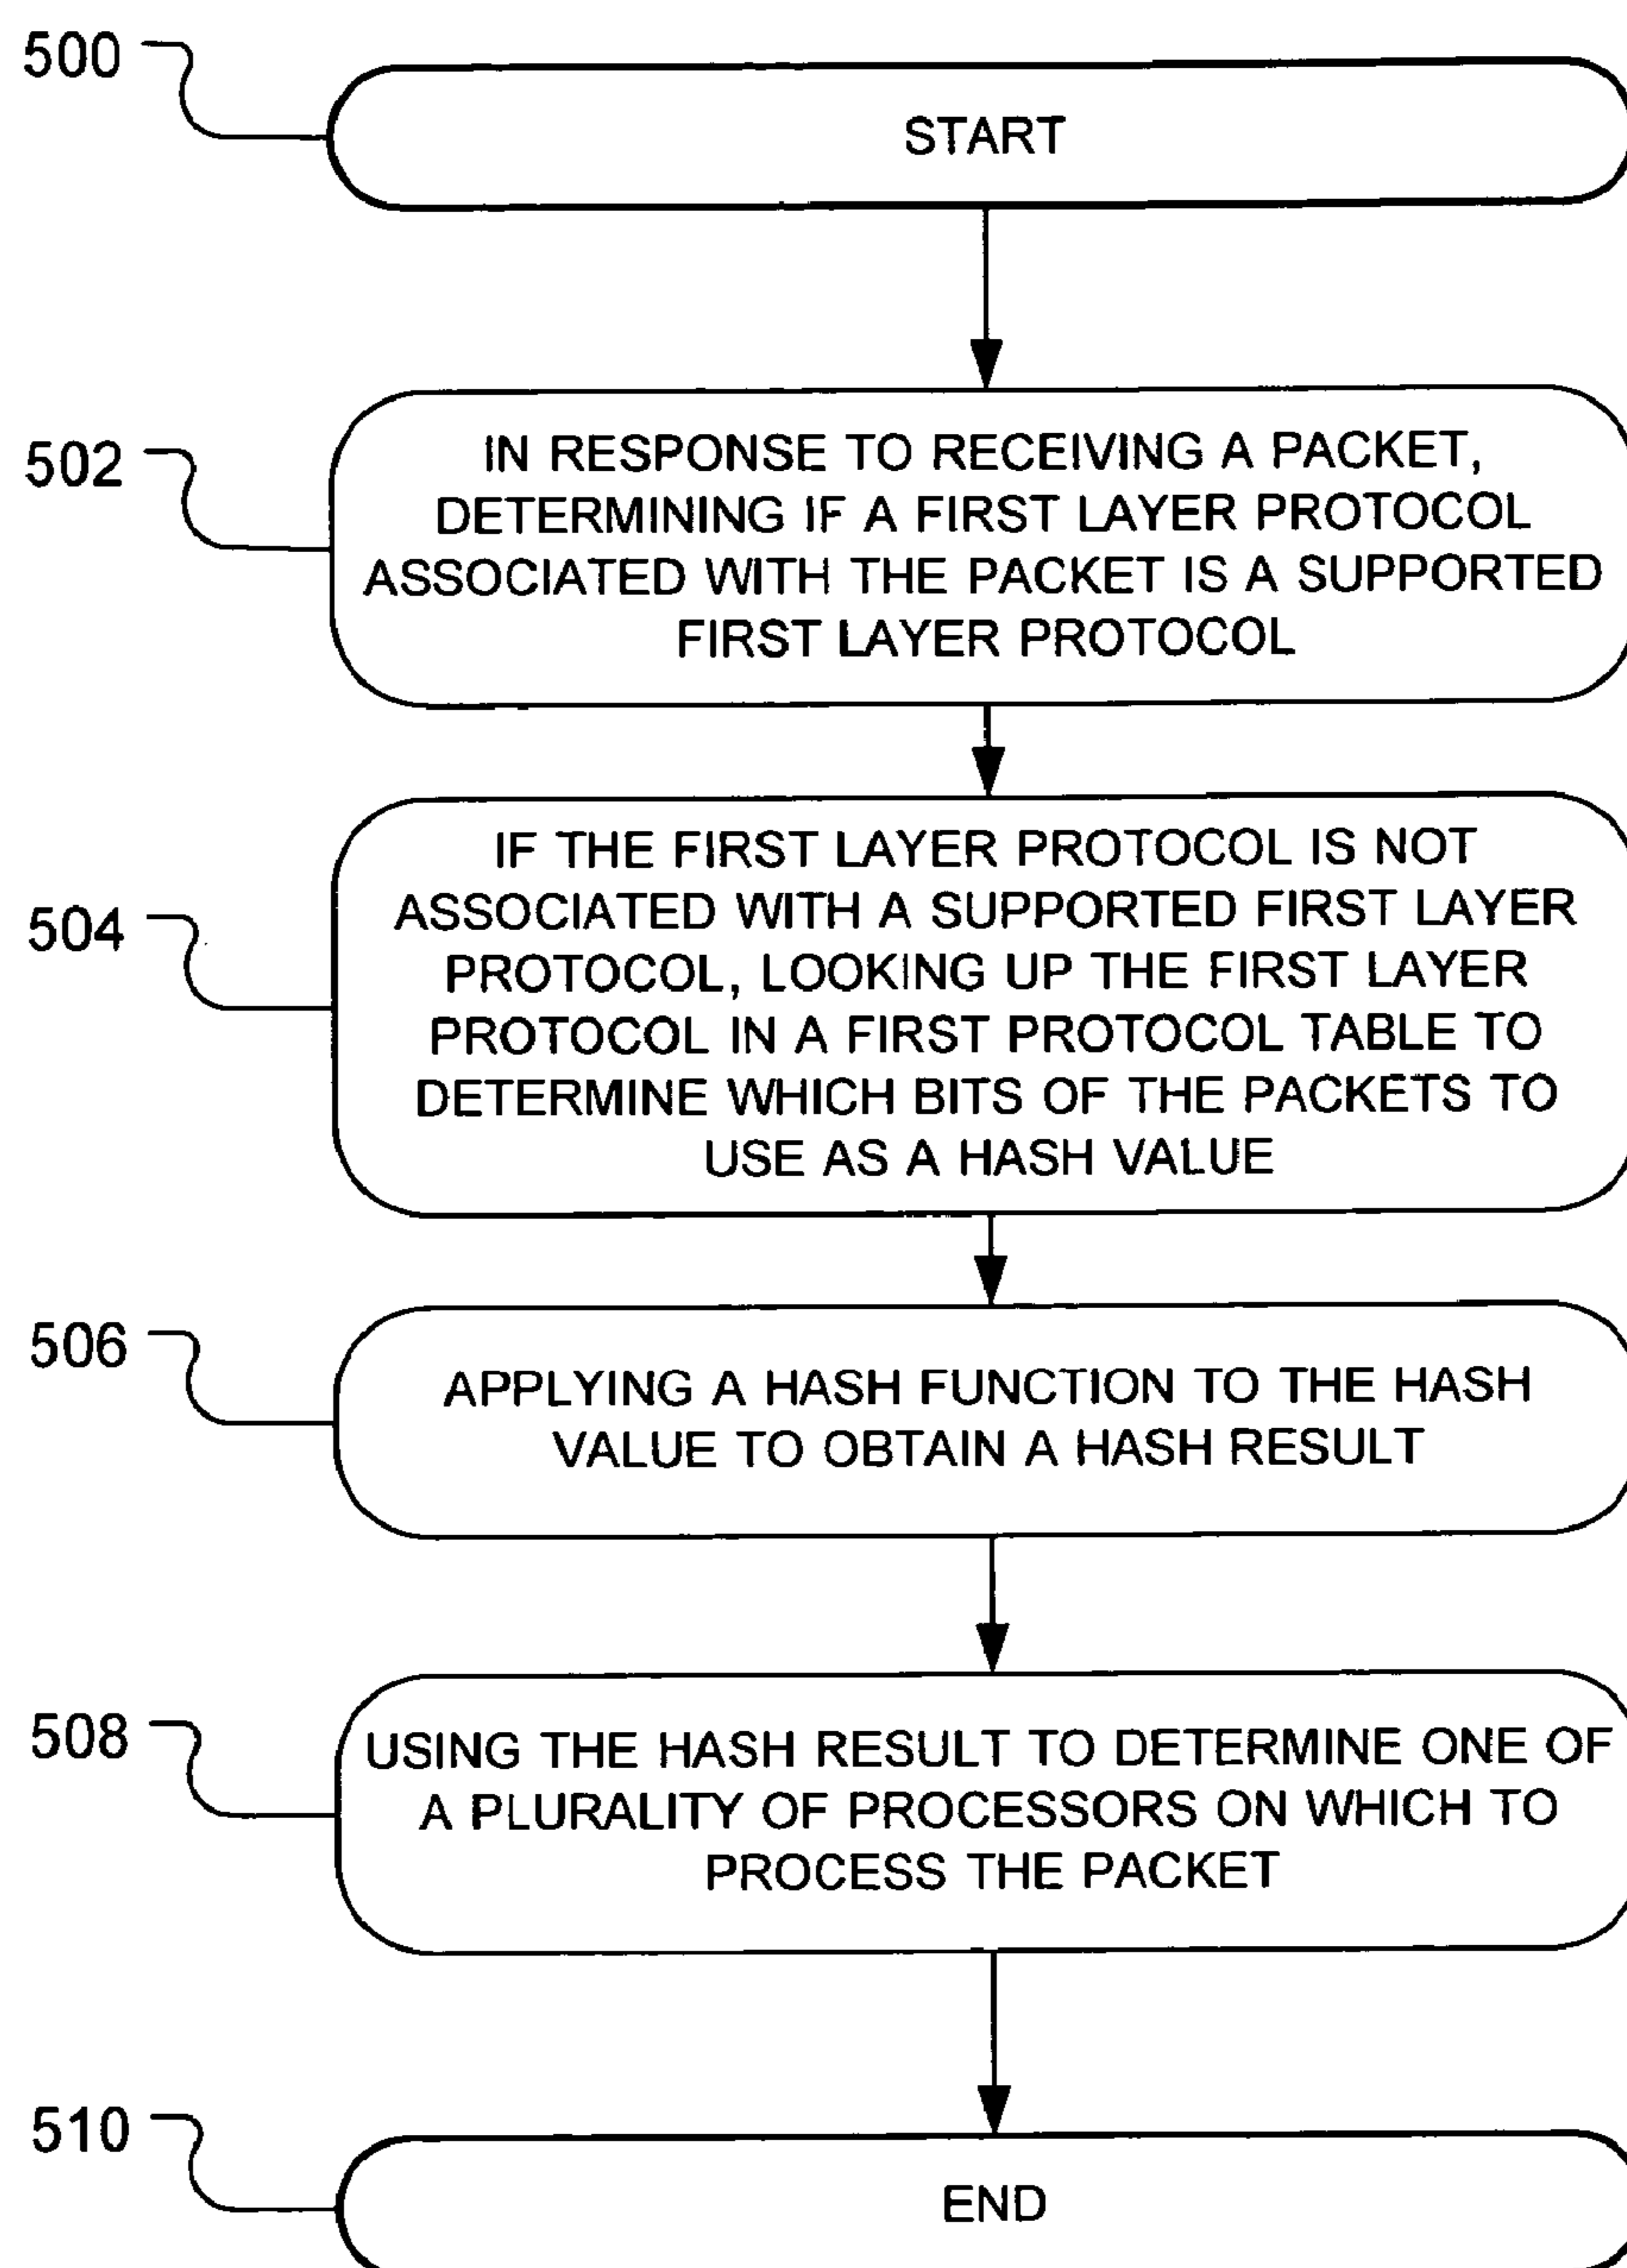 500
START
502
IN RESPONSE TO RECEIVING A PACKET,
DETERMINING IF A FIRST LAYER PROTOCOL
ASSOCIATED WITH THE PACKET IS A SUPPORTED
FIRST LAYER PROTOCOL
504
IF THE FIRST LAYER PROTOCOL IS NOT
ASSOCIATED WITH A SUPPORTED FIRST LAYER
PROTOCOL, LOOKING UP THE FIRST LAYER
PROTOCOL IN A FIRST PROTOCOL TABLE TO
DETERMINE WHICH BITS OF THE PACKETS TO
USE AS A HASH VALUE
506
APPLYING A HASH FUNCTION TO THE HASH
VALUE TO OBTAIN A HASH RESULT
508
USING THE HASH RESULT TO DETERMINE ONE OF
A PLURALITY OF PROCESSORS ON WHICH TO
PROCESS THE PACKET
510
END